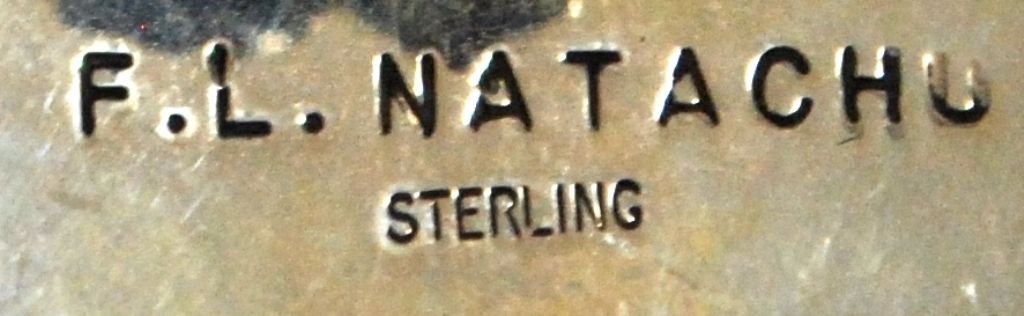 F.L. NATACHU
STERLING